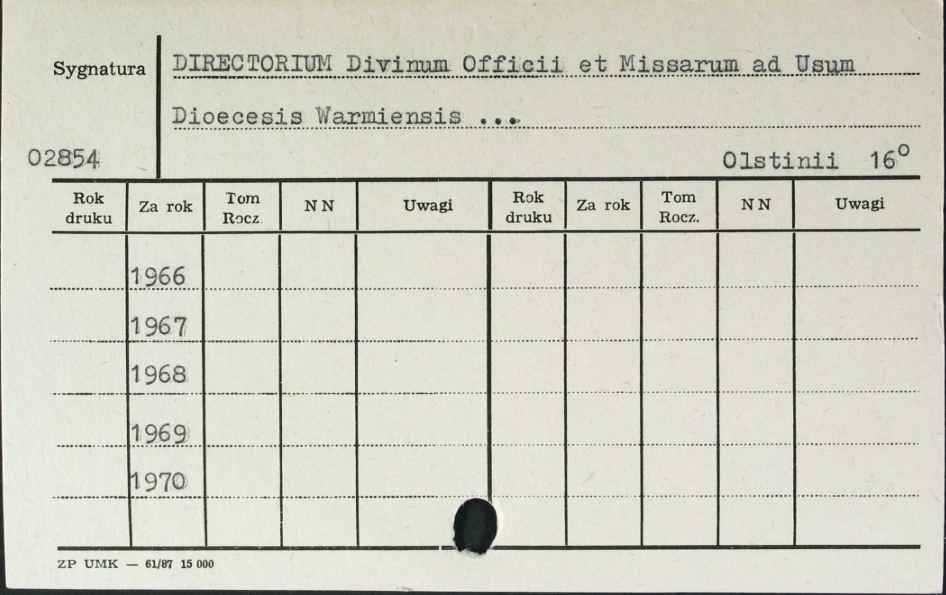 Sygnatura DIRECTORIUM Divinum Officii et Missarum ad Usum
Dioecesis Warmiensis ...
02854 Olstinii 16°
Rok druku Za rok Tom Rocz. NN Uwagi Rok druku Za rok Tom Rocz. NN Uwagi
1966
1967
1968
1969
1970
ZP UMK — 61/87 15 000